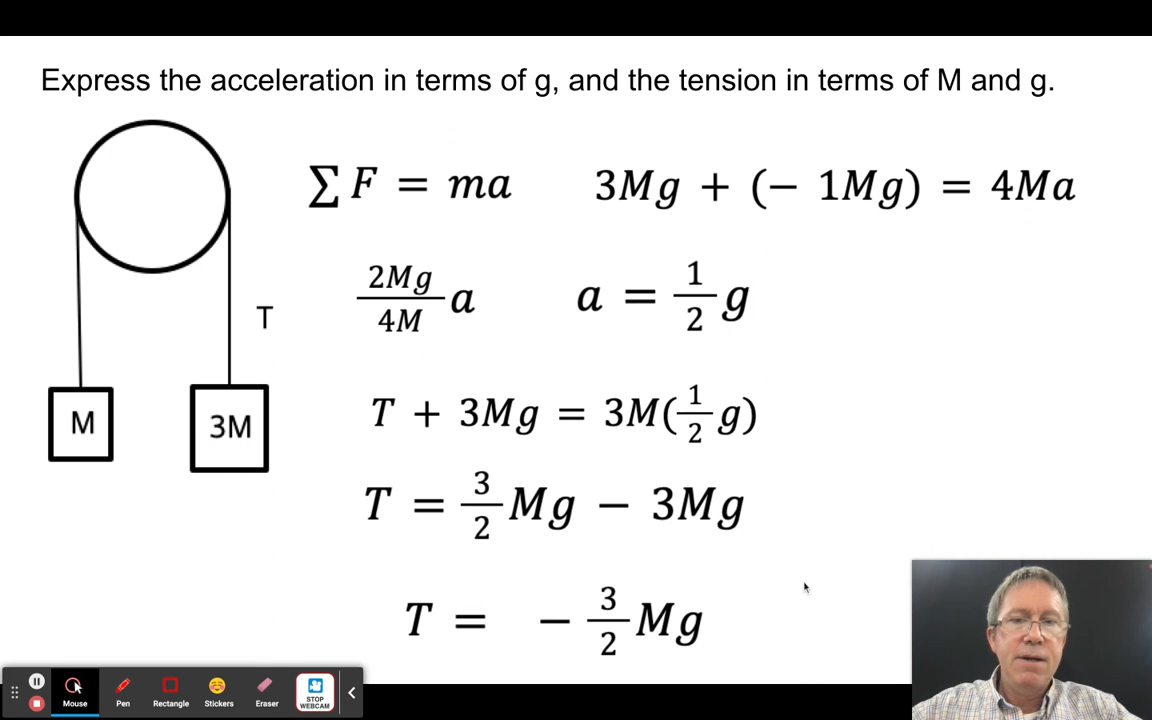 Express the acceleration in terms of g, and the tension in terms of M and g.
∑ F = ma    3Mg + (− 1Mg) = 4Ma
2Mg/4M a    a = 1/2 g
T
T + 3Mg = 3M(1/2 g)
M    3M
T = 3/2 Mg − 3Mg
T = − 3/2 Mg
Mouse    Pen    Rectangle    Stickers    Eraser    STOP WEBCAM